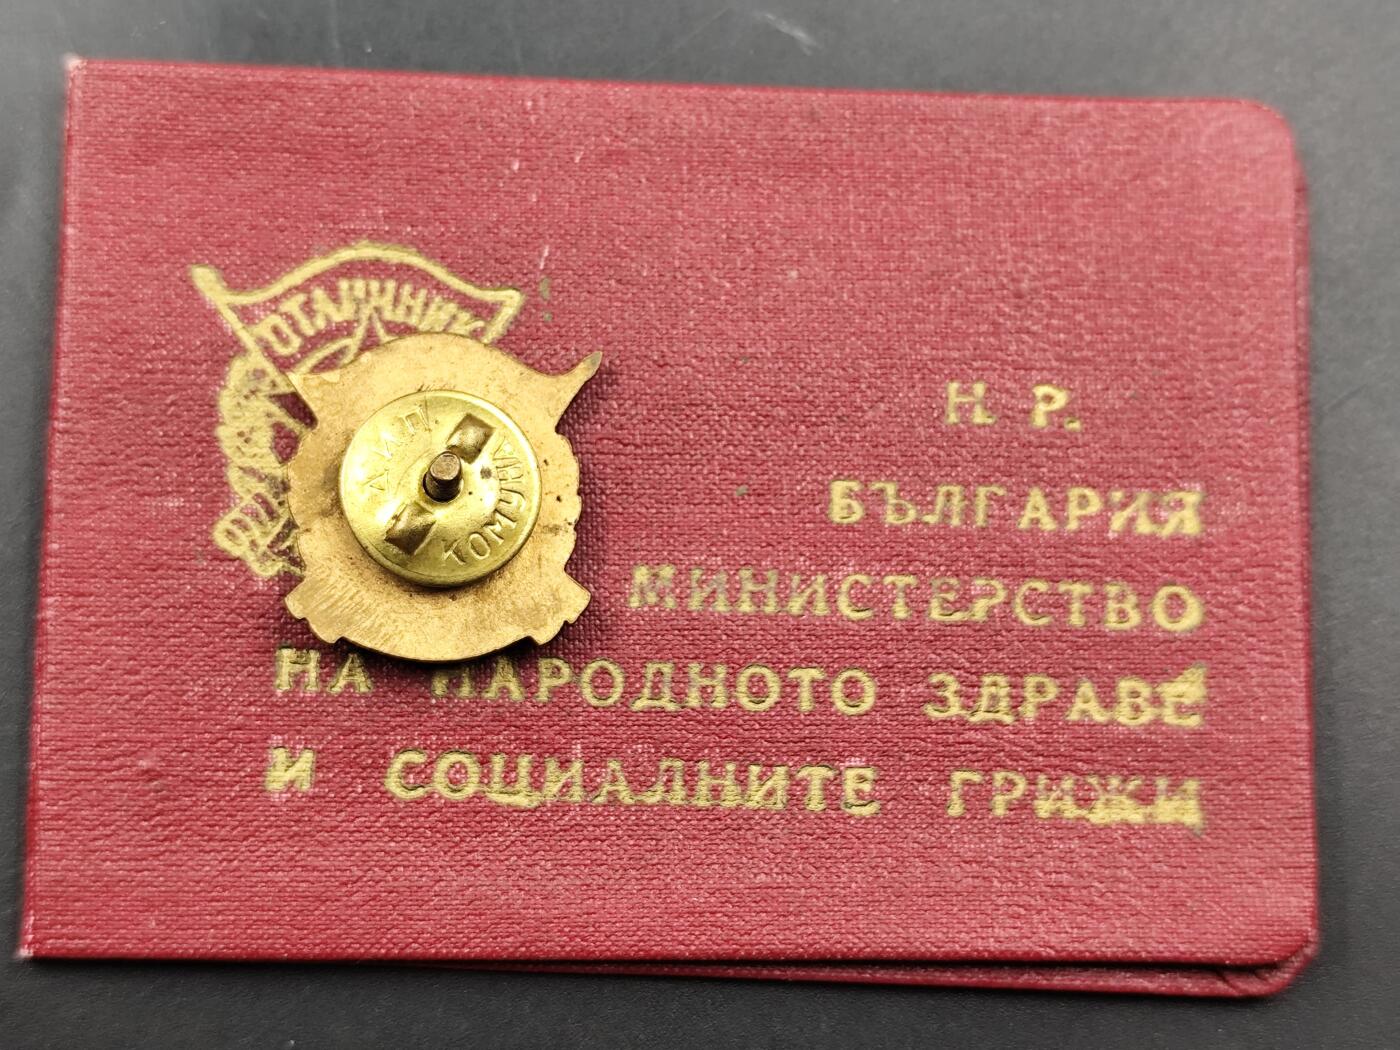 ОТЛИЧНИК
Д.И.П.
КОМУНА
Н. Р.
БЪЛГАРИЯ
МИНИСТЕРСТВО
НА НАРОДНОТО ЗДРАВЕ
И СОЦИАЛНИТЕ ГРИЖИ